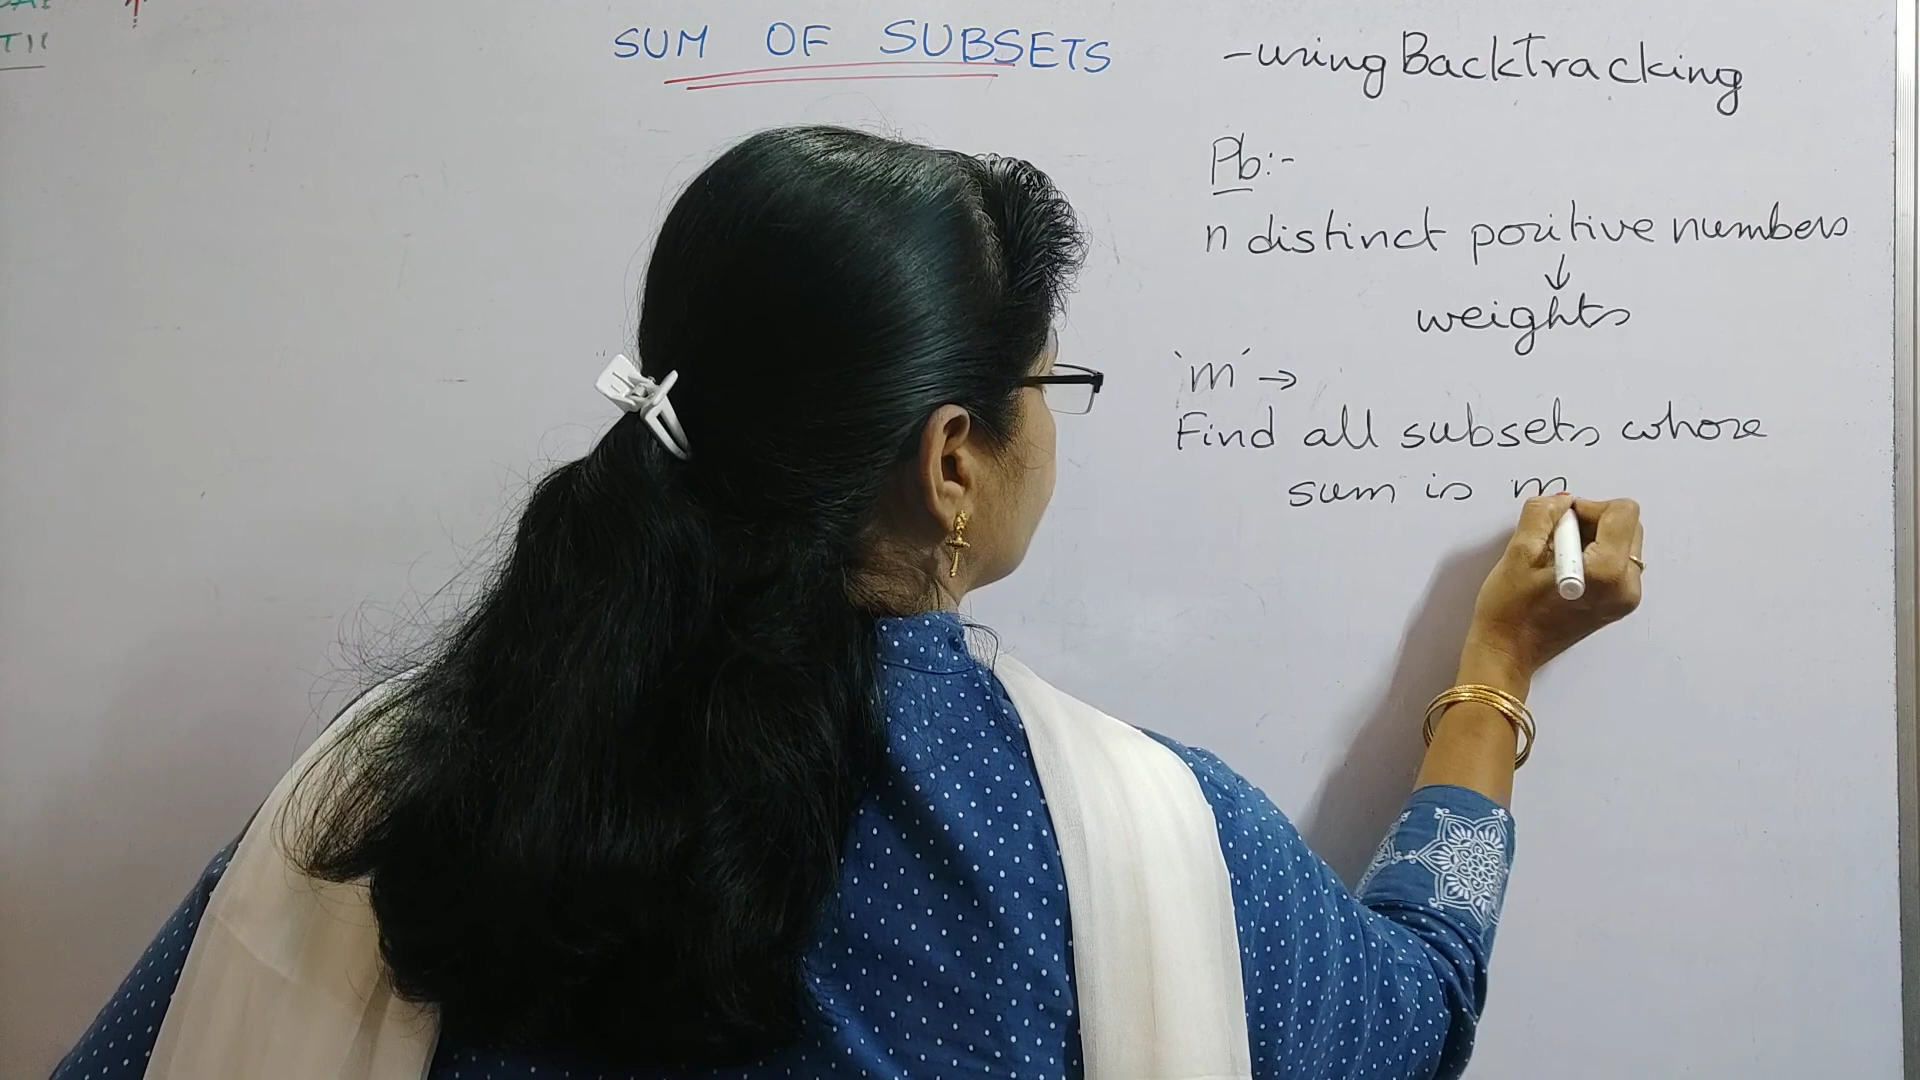 SUM OF SUBSETS
-using BackTracking
Pb:-
n distinct positive numbers
↓
weights
'm' →
Find all subsets whose
sum is m